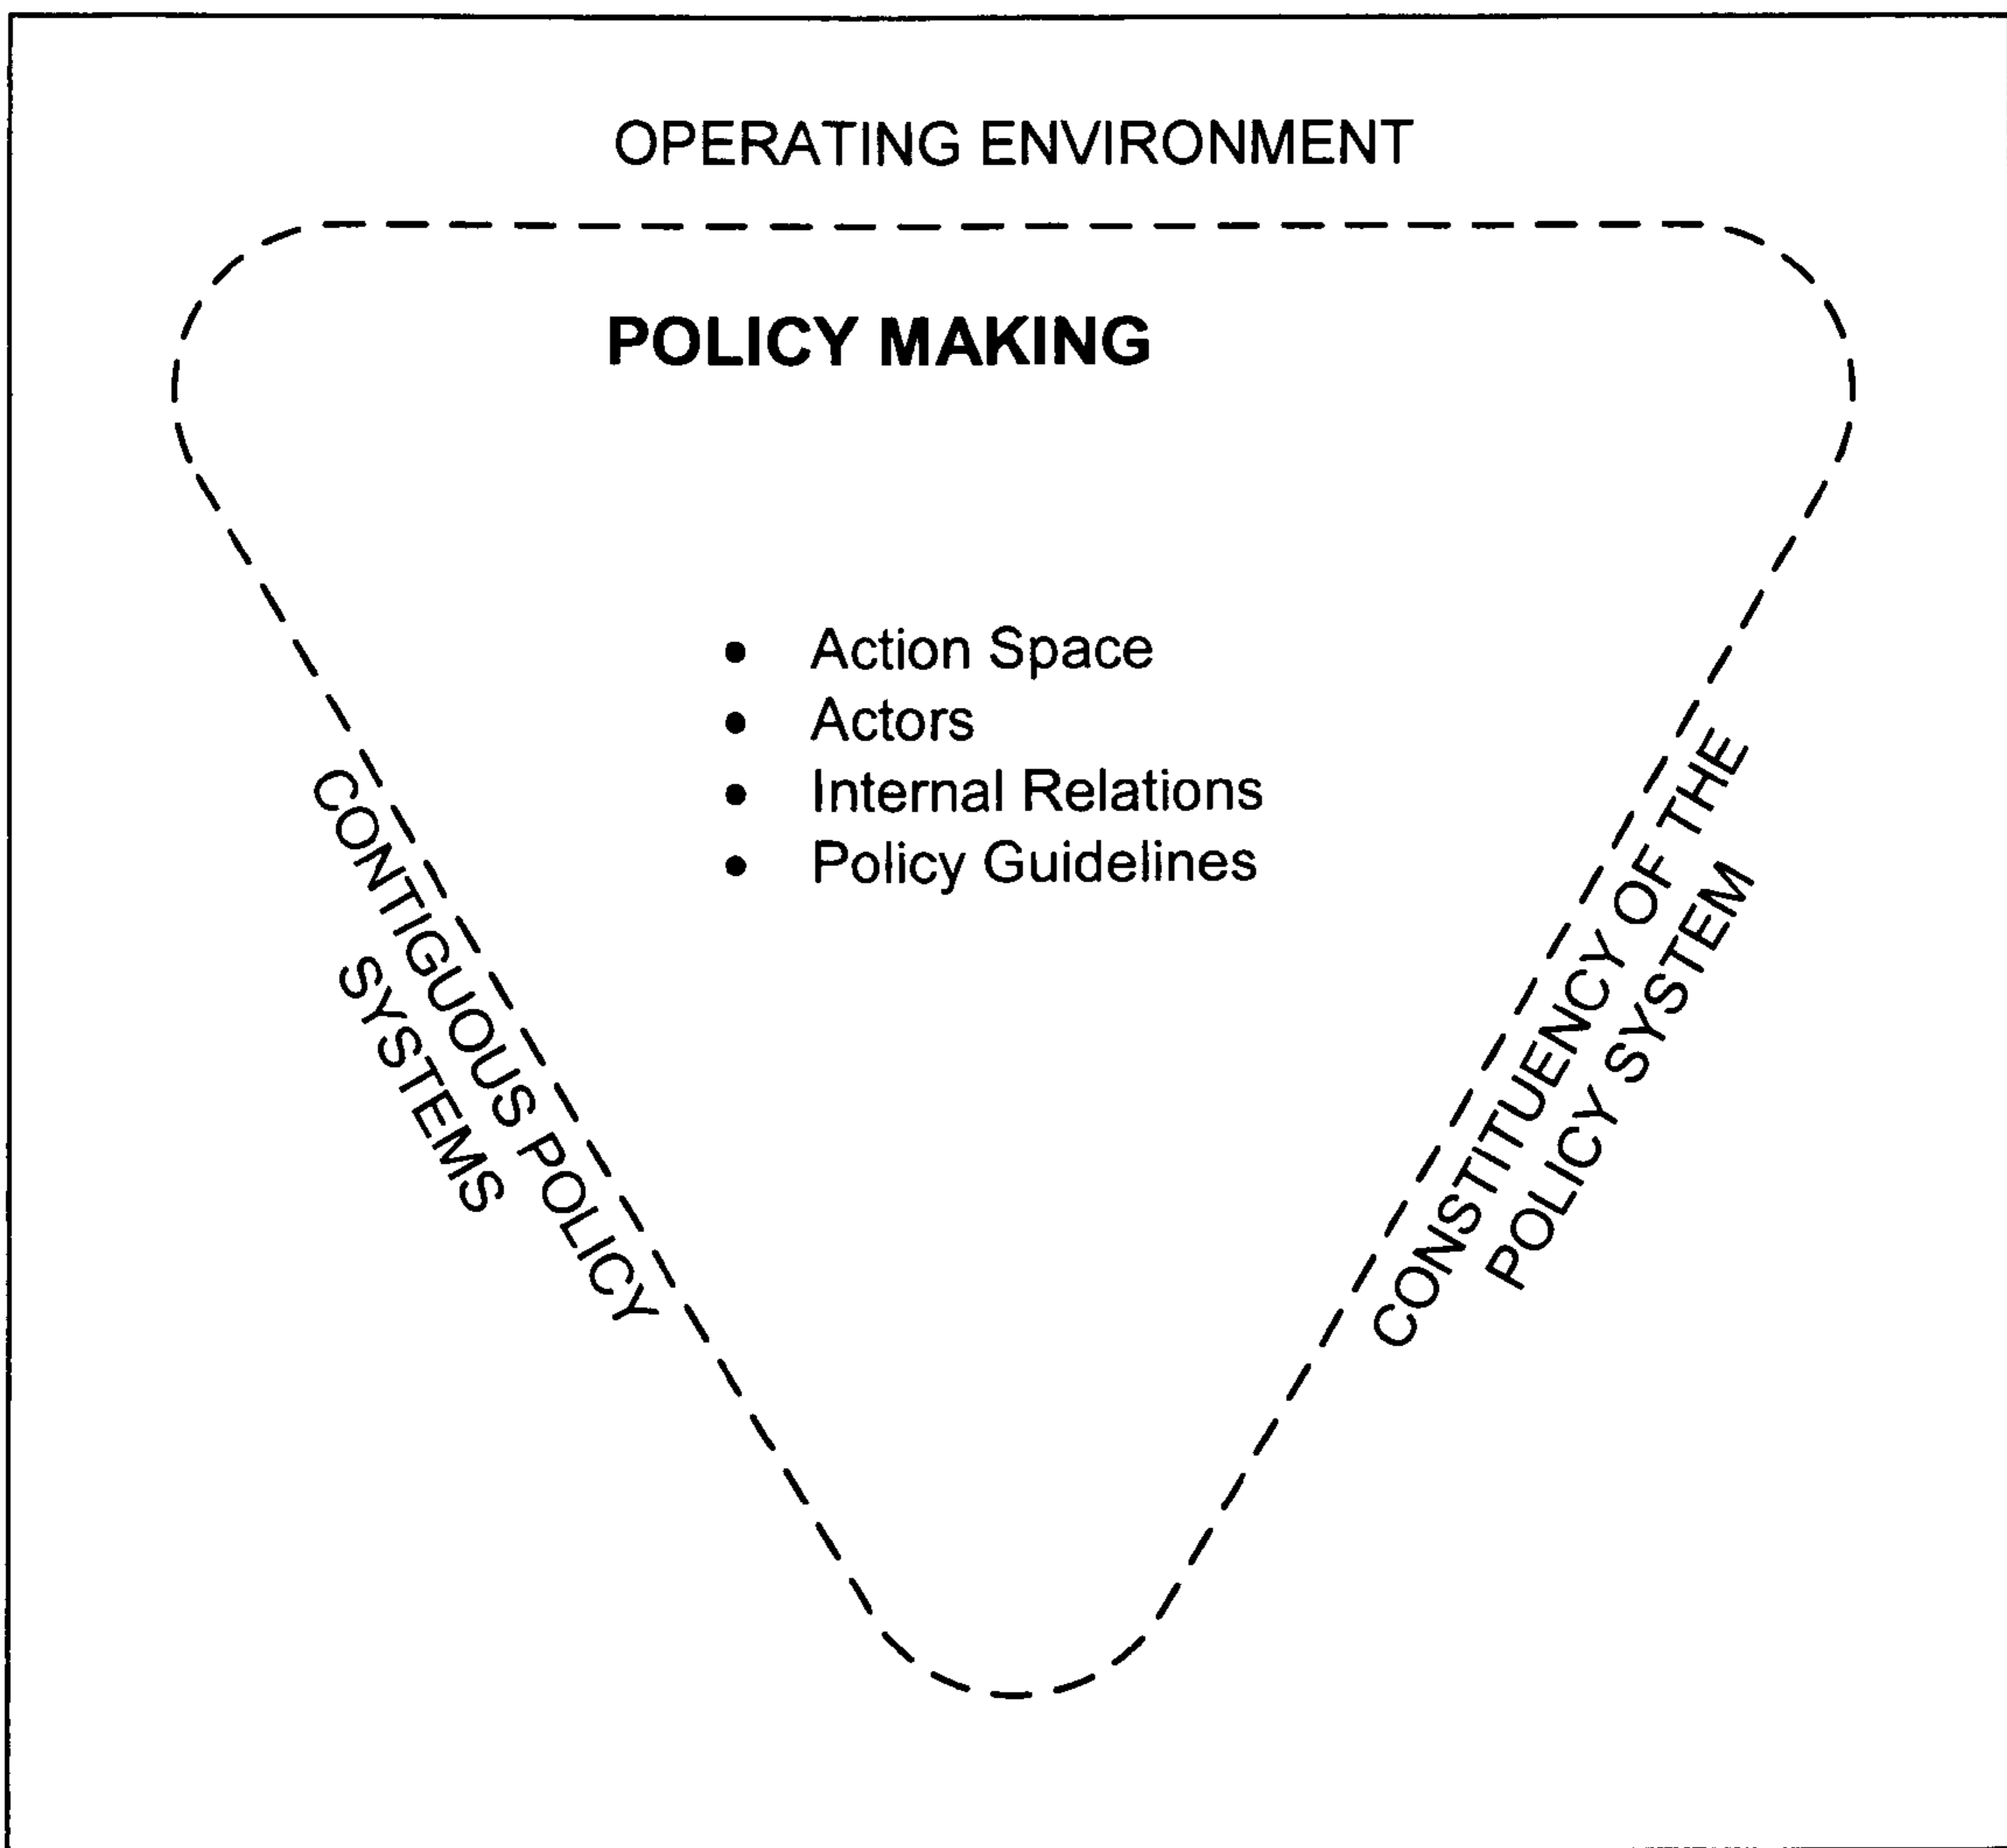 OPERATING ENVIRONMENT
POLICY MAKING
• Action Space
• Actors
• Internal Relations
• Policy Guidelines
CONTIGUOUS POLICY
SYSTEMS
CONSTITUENCY OF THE
POLICY SYSTEM